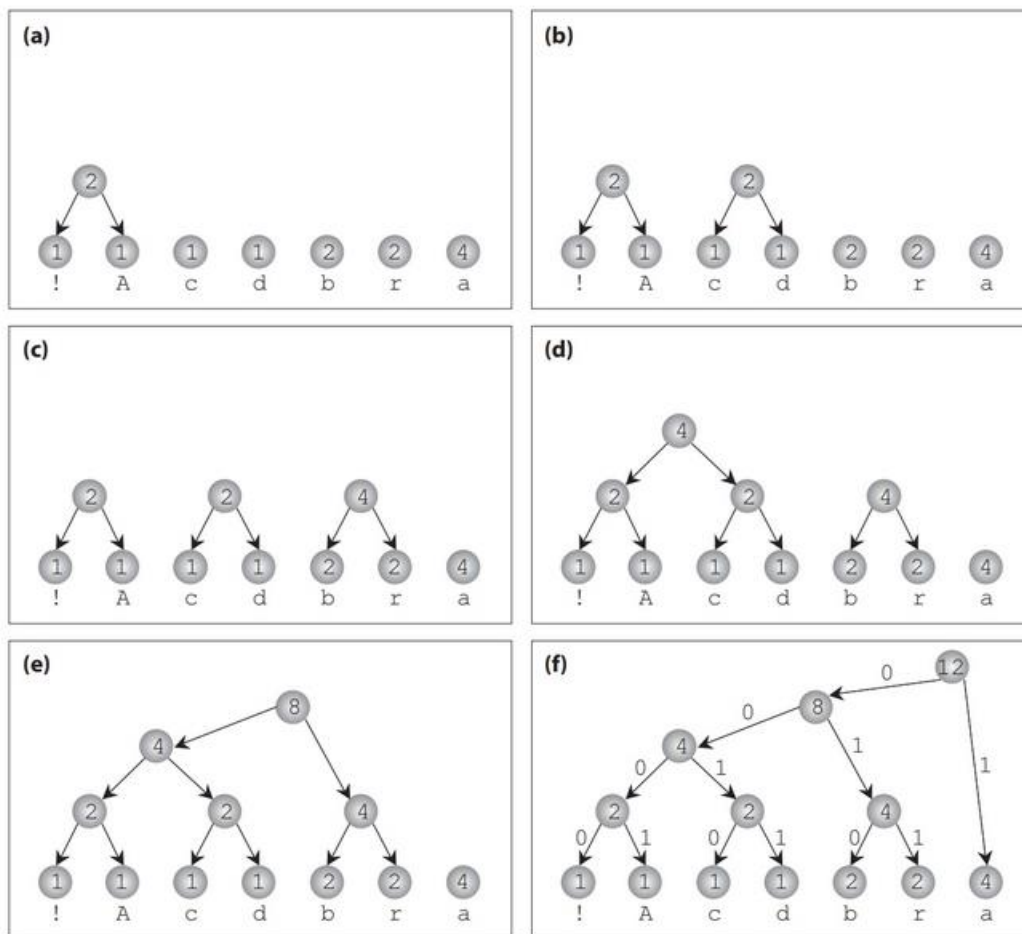 (a)
2
1 1 1 1 2 2 4
! A c d b r a
(b)
2 2
1 1 1 1 2 2 4
! A c d b r a
(c)
2 2 4
1 1 1 1 2 2 4
! A c d b r a
(d)
4
2 2 4
1 1 1 1 2 2 4
! A c d b r a
(e)
8
4
2 2 4
1 1 1 1 2 2 4
! A c d b r a
(f)
12
0
8
0
4 1 1
0 1
2 2 4
0 1 0 1 0 1
1 1 1 1 2 2 4
! A c d b r a